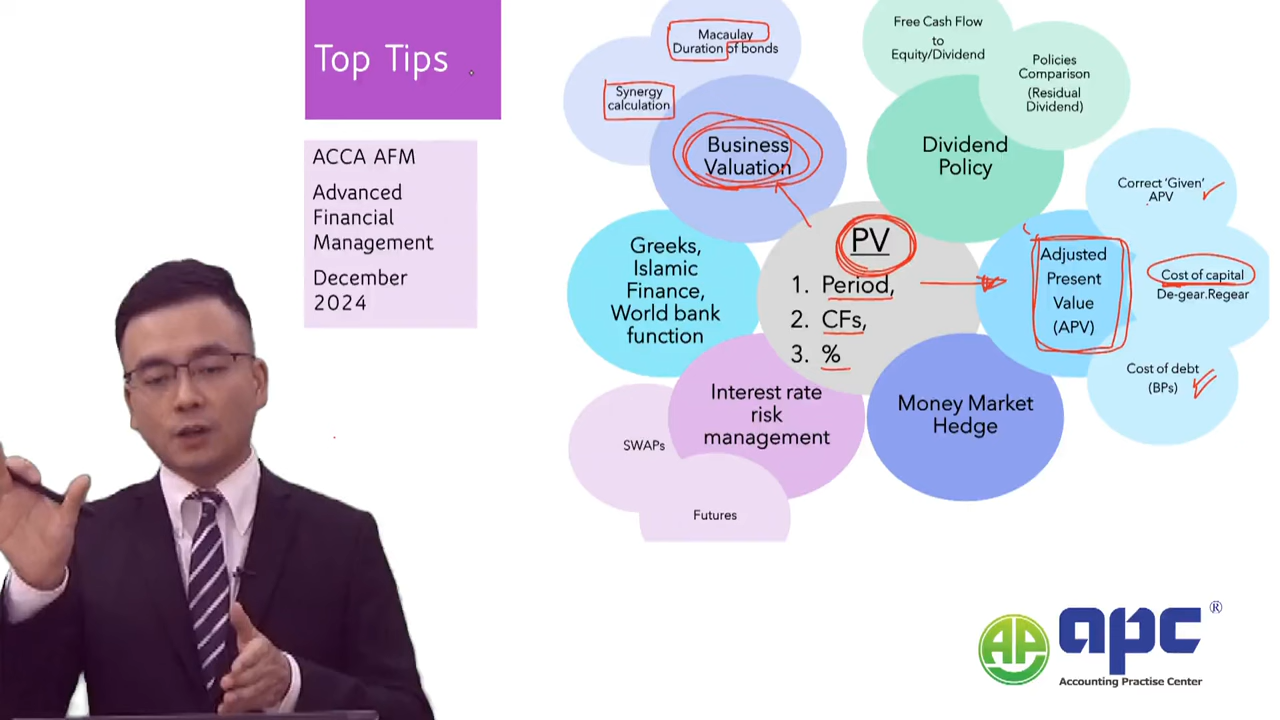 Top Tips
ACCA AFM
Advanced
Financial
Management
December
2024
Macaulay
Duration of bonds
Synergy
calculation
Business
Valuation
Free Cash Flow
to
Equity/Dividend
Policies
Comparison
(Residual
Dividend)
Dividend
Policy
Correct ‘Given’
APV
Greeks,
Islamic
Finance,
World bank
function
PV
1. Period,
2. CFs,
3. %
Adjusted
Present
Value
(APV)
Cost of capital
De-gear.Regear
Cost of debt
(BPs)
Interest rate
risk
management
Money Market
Hedge
SWAPs
Futures
AP
apc®
Accounting Practise Center